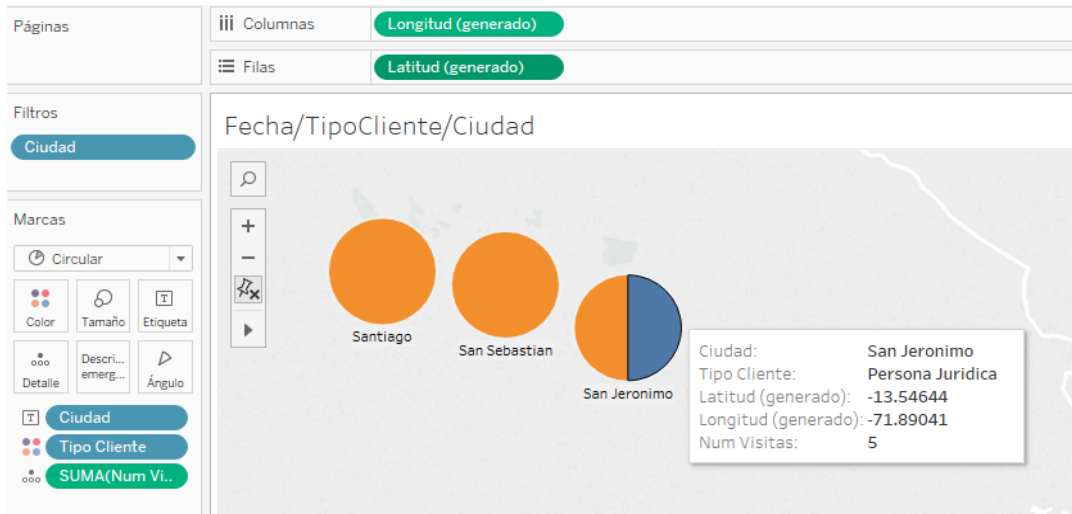 Páginas
Columnas
Longitud (generado)
Filas
Latitud (generado)
Filtros
Ciudad
Fecha/TipoCliente/Ciudad
Marcas
Circular
Color
Tamaño
Etiqueta
Detalle
Descri...
emerg...
Ángulo
Ciudad
Tipo Cliente
SUMA(Num Vi..
Santiago
San Sebastian
San Jeronimo
Ciudad: San Jeronimo
Tipo Cliente: Persona Juridica
Latitud (generado): -13.54644
Longitud (generado): -71.89041
Num Visitas: 5